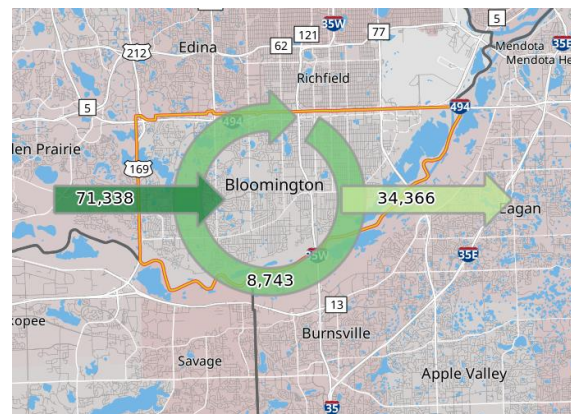 5
35W
Edina
212
62
121
77
Mendota
Mendota He
35E
Richfield
5
494
494
len Prairie
169
Bloomington
71,338
34,366
Eagan
35W
35E
8,743
13
kopee
Burnsville
Savage
Apple Valley
35